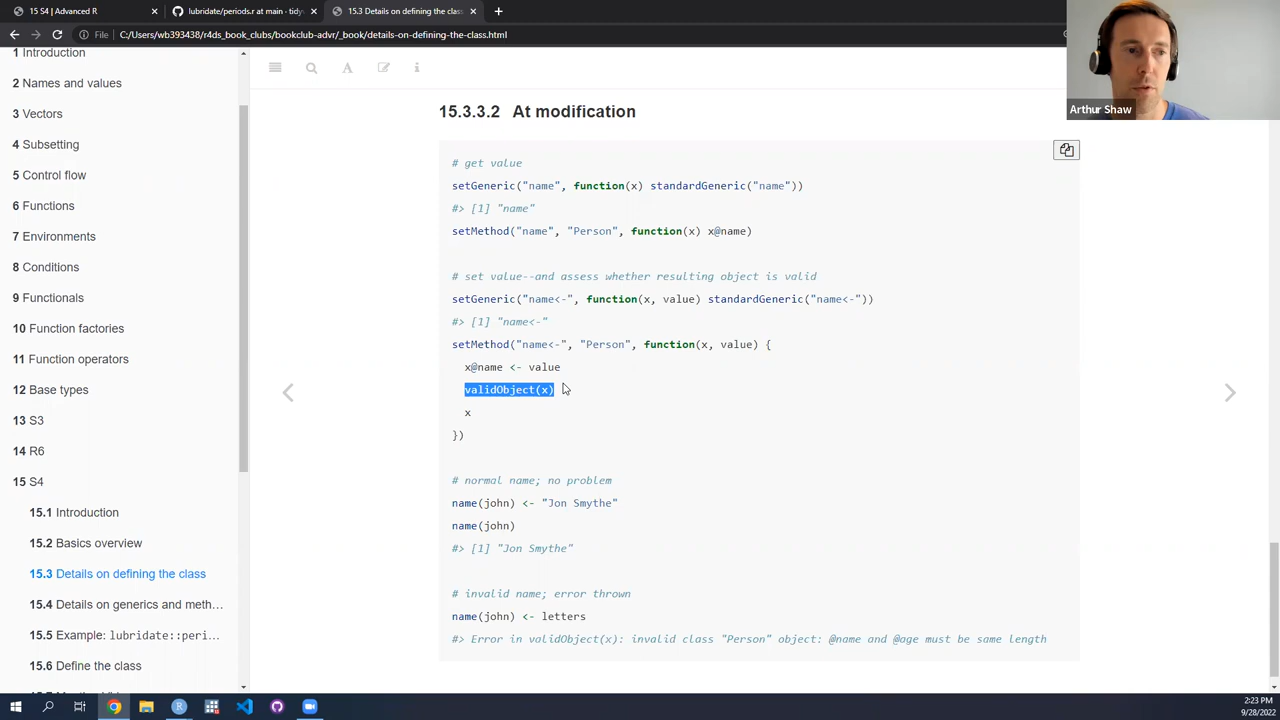 15 S4 | Advanced R
lubridate/periods.r at main · tidyv
15.3 Details on defining the class
File | C:/Users/wb393438/r4ds_book_clubs/bookclub-advr/_book/details-on-defining-the-class.html
1 Introduction
2 Names and values
3 Vectors
4 Subsetting
5 Control flow
6 Functions
7 Environments
8 Conditions
9 Functionals
10 Function factories
11 Function operators
12 Base types
13 S3
14 R6
15 S4
15.1 Introduction
15.2 Basics overview
15.3 Details on defining the class
15.4 Details on generics and meth…
15.5 Example: lubridate::peri…
15.6 Define the class
15.3.3.2 At modification
# get value
setGeneric("name", function(x) standardGeneric("name"))
#> [1] "name"
setMethod("name", "Person", function(x) x@name)
# set value--and assess whether resulting object is valid
setGeneric("name<-", function(x, value) standardGeneric("name<-"))
#> [1] "name<-"
setMethod("name<-", "Person", function(x, value) {
x@name <- value
validObject(x)
x
})
# normal name; no problem
name(john) <- "Jon Smythe"
name(john)
#> [1] "Jon Smythe"
# invalid name; error thrown
name(john) <- letters
#> Error in validObject(x): invalid class "Person" object: @name and @age must be same length
Arthur Shaw
2:23 PM
9/28/2022